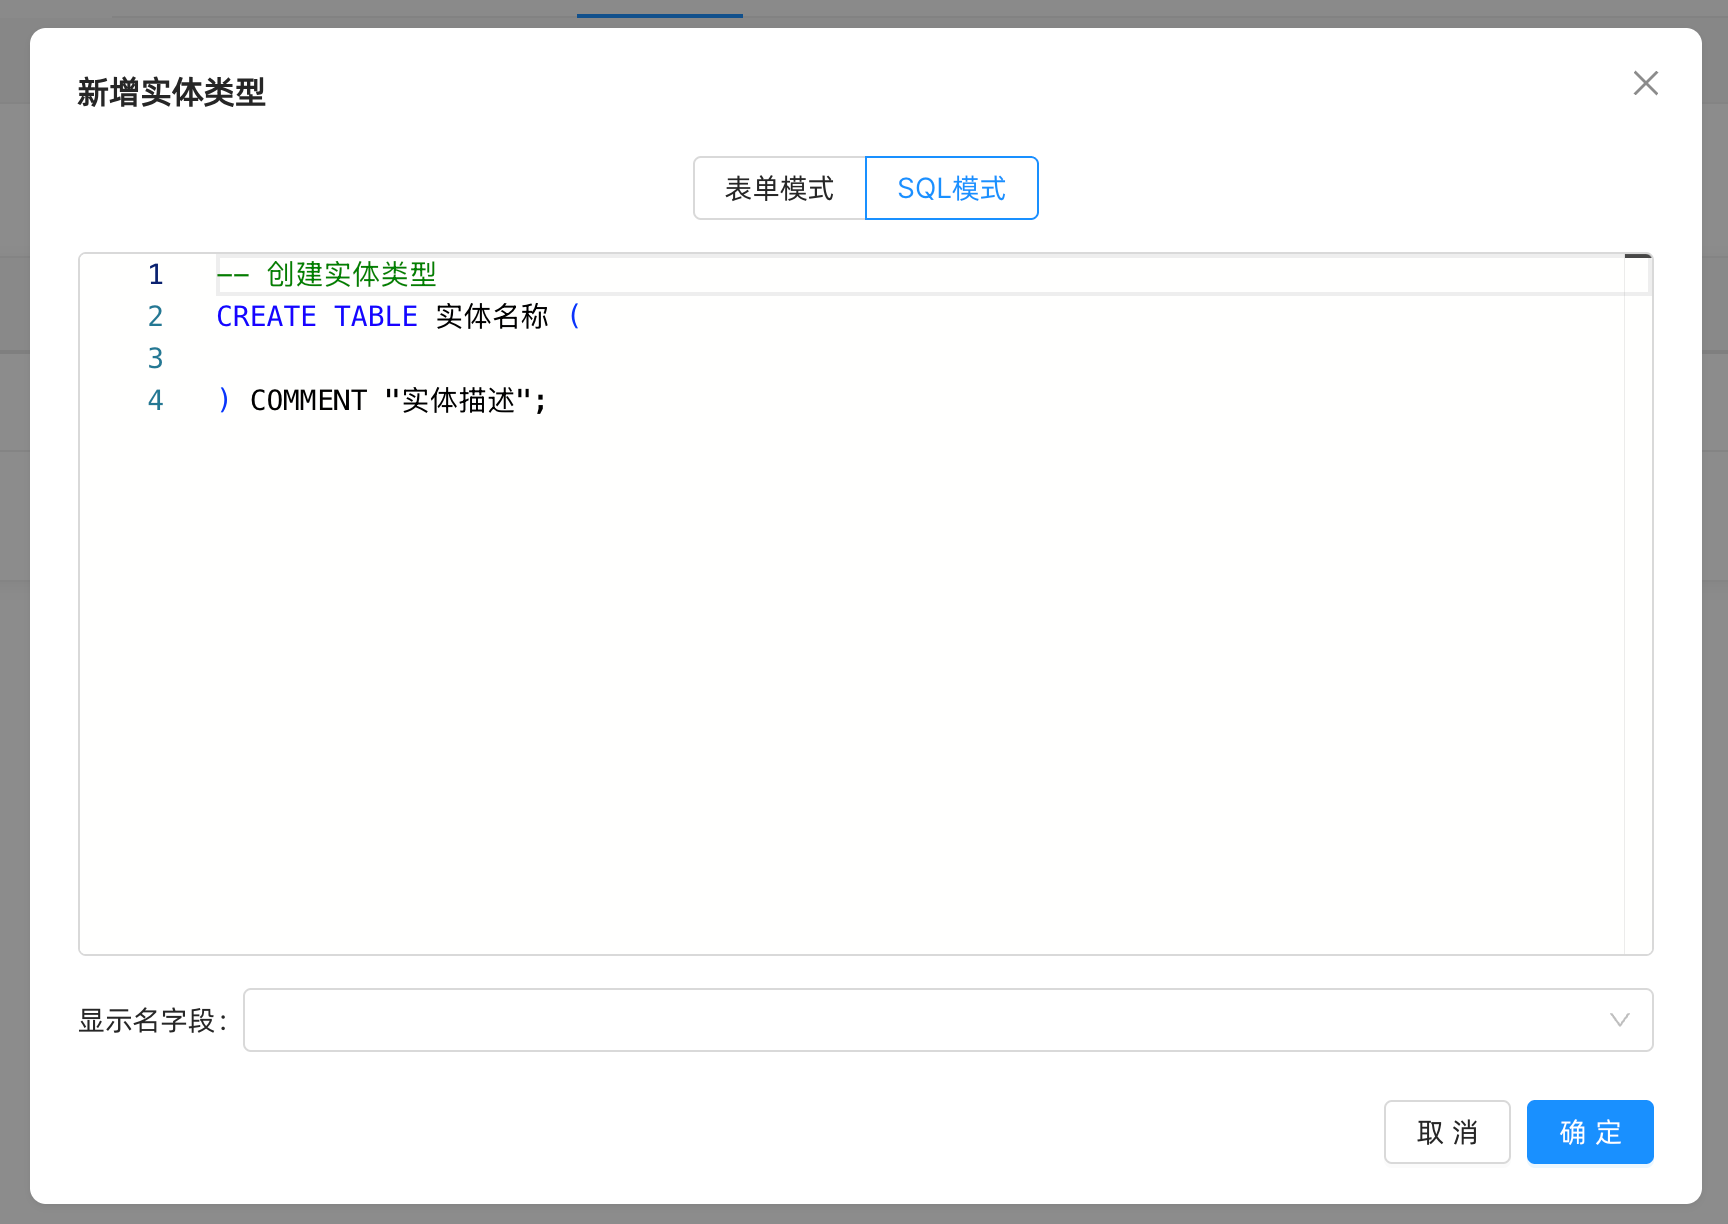 新增实体类型
表单模式 SQL模式
1 -- 创建实体类型
2 CREATE TABLE 实体名称 (
3
4 ) COMMENT "实体描述";
显示名字段:
取 消 确 定